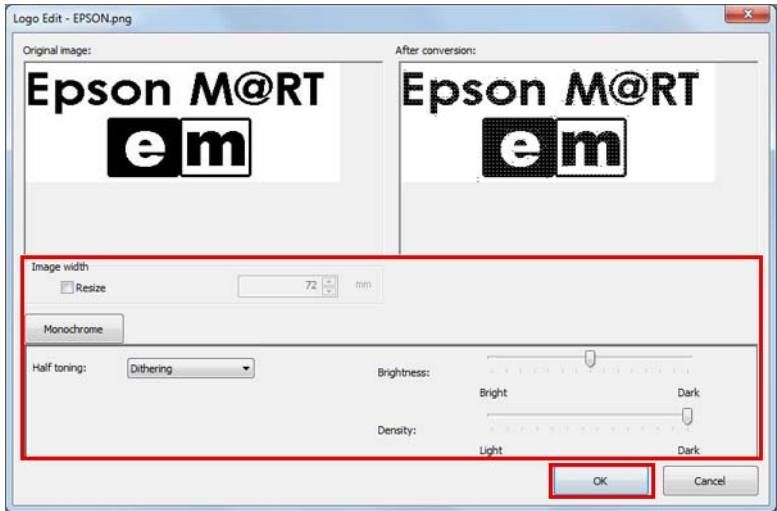 Logo Edit - EPSON.png
Original image:
After conversion:
Epson M@RT
em
Epson M@RT
em
Image width
Resize
72
mm
Monochrome
Half toning:
Dithering
Brightness:
Bright
Dark
Density:
Light
Dark
OK
Cancel